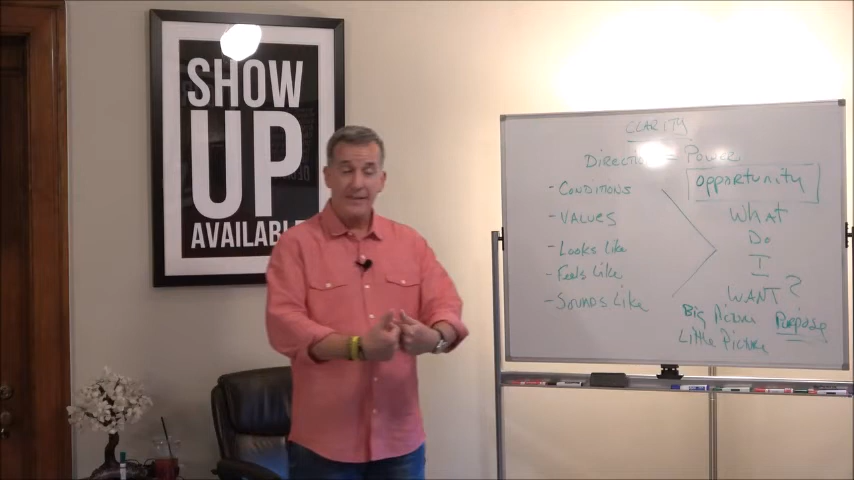 SHOW
UP
AVAILABLE
CLARITY
DIRECTION = POWER
Opportunity
- CONDITIONS
- VALUES
- Looks Like
- Feels Like
- Sounds Like
What
Do
I
WANT?
Big Picture Purpose
Little Picture